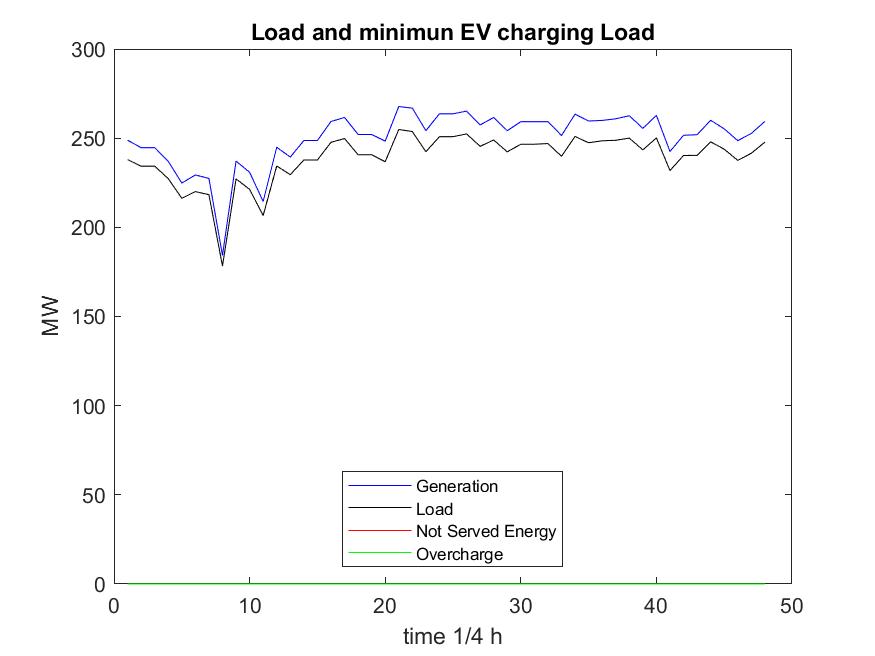 Load and minimun EV charging Load
300
250
200
150
100
50
0
MW
Generation
Load
Not Served Energy
Overcharge
0 10 20 30 40 50
time 1/4 h